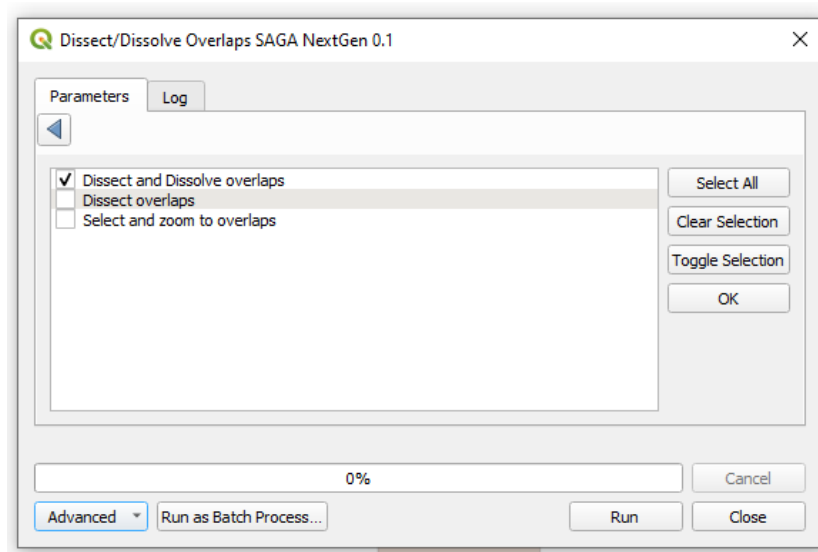 Dissect/Dissolve Overlaps SAGA NextGen 0.1
Parameters
Log
Dissect and Dissolve overlaps
Dissect overlaps
Select and zoom to overlaps
Select All
Clear Selection
Toggle Selection
OK
0%
Cancel
Advanced
Run as Batch Process...
Run
Close